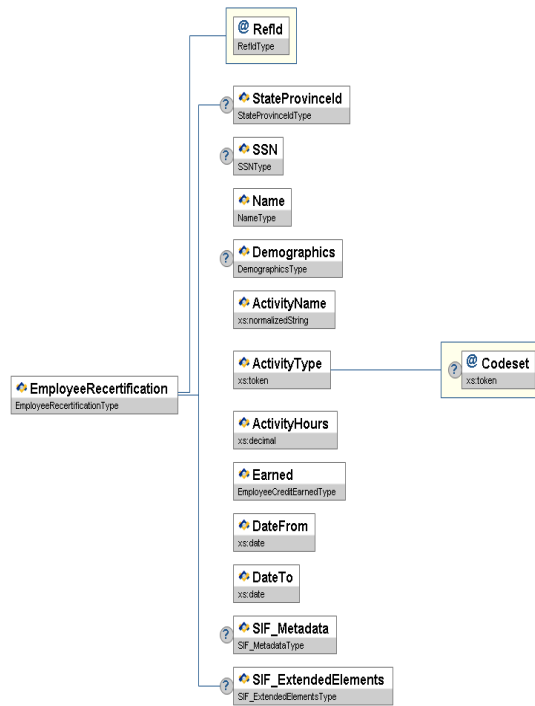 @ RefId
RefIdType
? StateProvinceId
StateProvinceIdType
? SSN
SSNType
Name
NameType
? Demographics
DemographicsType
ActivityName
xs:normalizedString
ActivityType
xs:token
? @ Codeset
xs:token
EmployeeRecertification
EmployeeRecertificationType
ActivityHours
xs:decimal
Earned
EmployeeCreditEarnedType
DateFrom
xs:date
DateTo
xs:date
? SIF_Metadata
SIF_MetadataType
? SIF_ExtendedElements
SIF_ExtendedElementsType